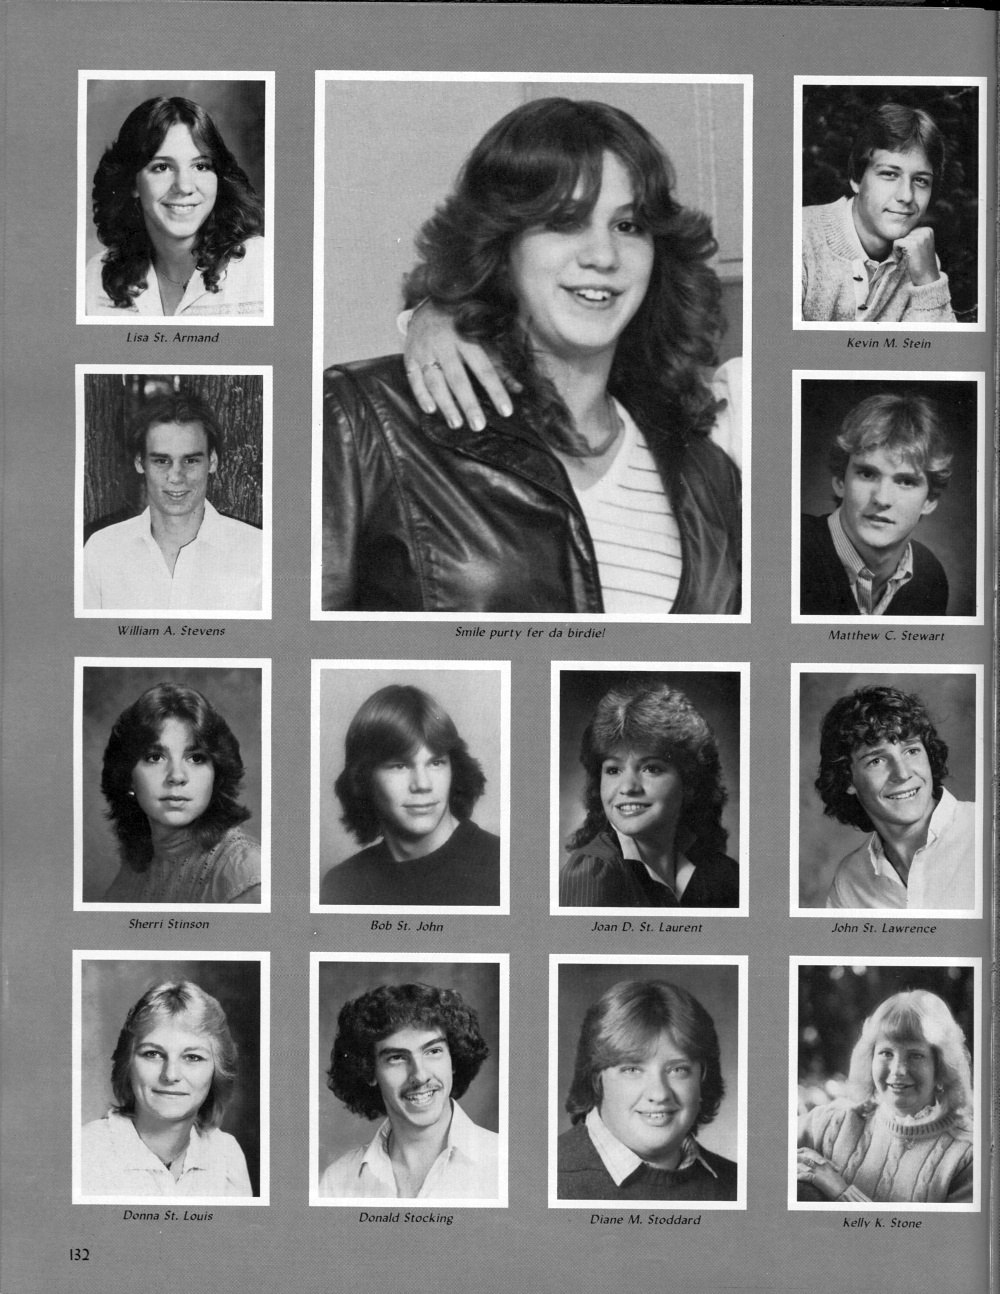 Lisa St. Armand
Kevin M. Stein
William A. Stevens
Smile purty fer da birdie!
Matthew C. Stewart
Sherri Stinson
Bob St. John
Joan D. St. Laurent
John St. Lawrence
Donna St. Louis
Donald Stocking
Diane M. Stoddard
Kelly K. Stone
132